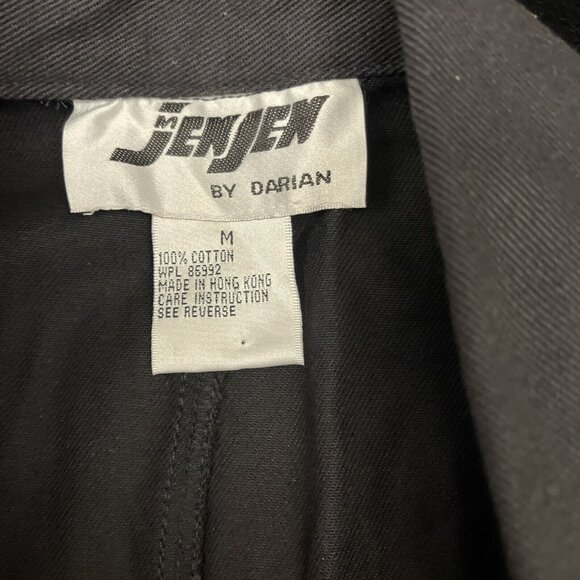 JENJEN
BY DARIAN
M
100% COTTON
WPL 86992
MADE IN HONG KONG
CARE INSTRUCTION
SEE REVERSE